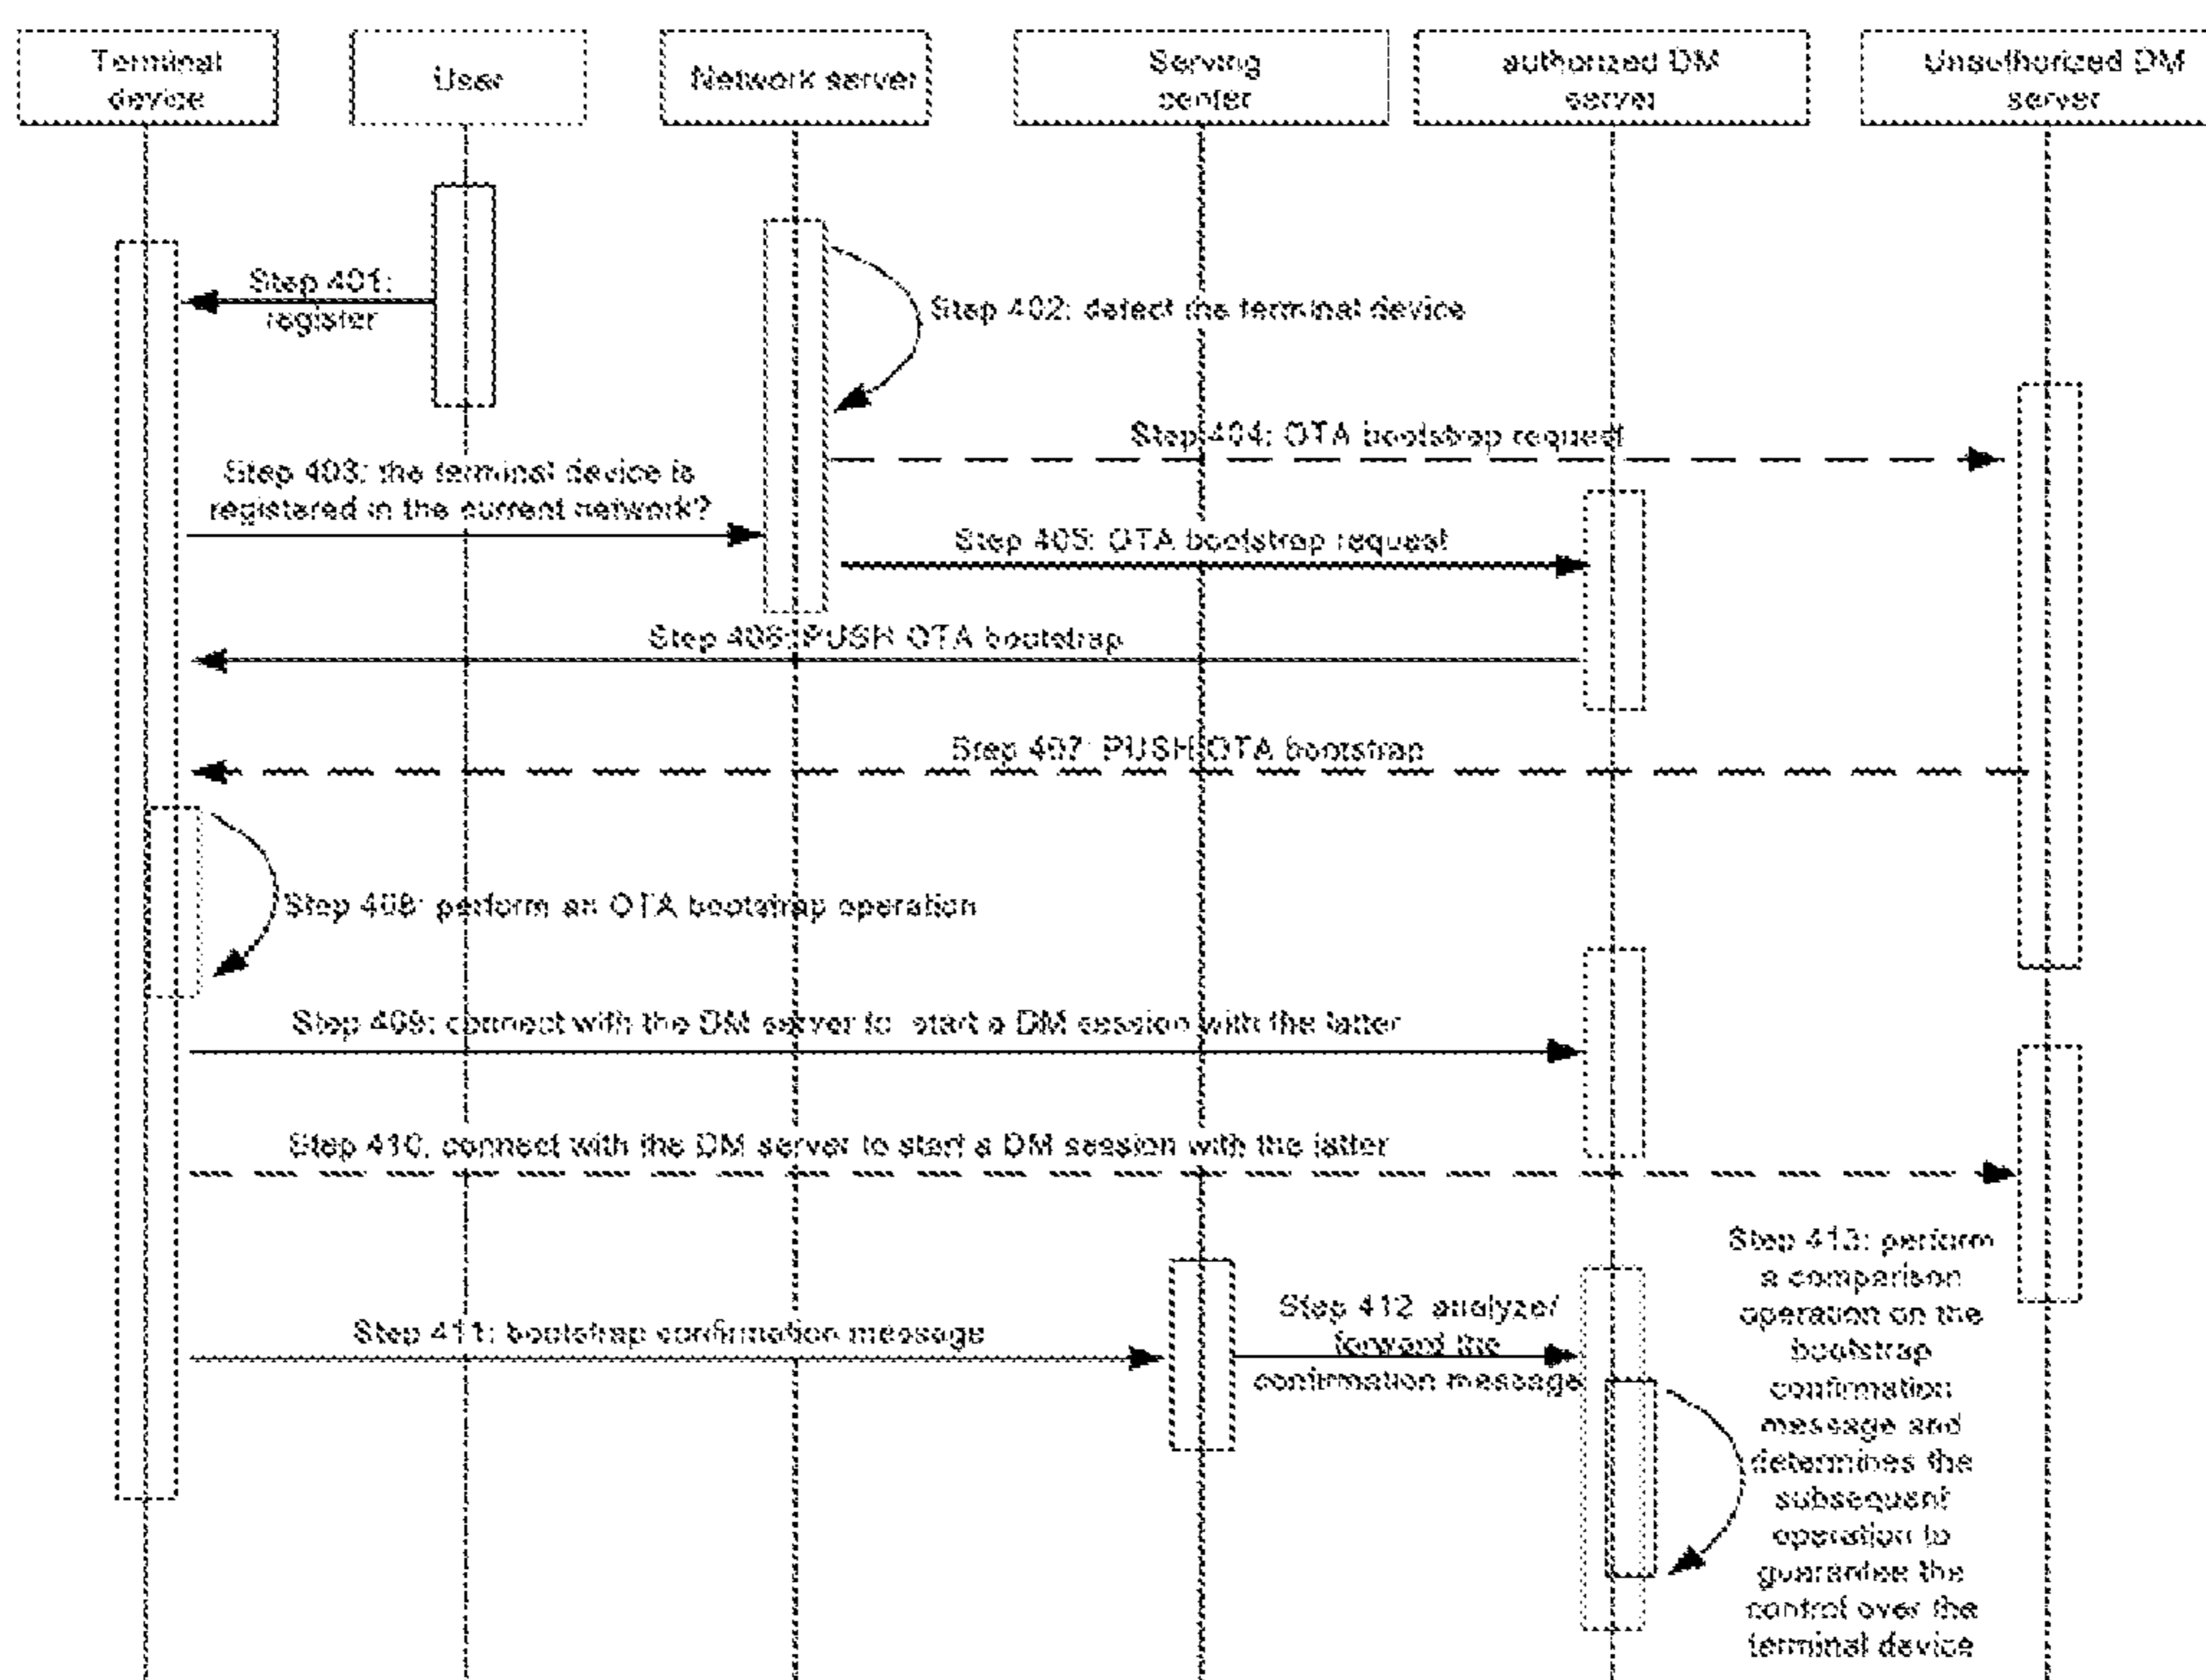 Terminal
device
User
Network server
Serving
center
authorized DM
server
Unauthorized DM
server
Step 401:
register
Step 402: detect the terminal device
Step 404: OTA bootstrap request
Step 403: the terminal device is
registered in the current network?
Step 405: OTA bootstrap request
Step 406: PUSH OTA bootstrap
Step 407: PUSH OTA bootstrap
Step 408: perform an OTA bootstrap operation
Step 409: connect with the DM server to start a DM session with the latter
Step 410: connect with the DM server to start a DM session with the latter
Step 411: bootstrap confirmation message
Step 412 analyze/
forward the
confirmation message
Step 413: perform
a comparison
operation on the
bootstrap
confirmation
message and
determines the
subsequent
operation to
guarantee the
control over the
terminal device